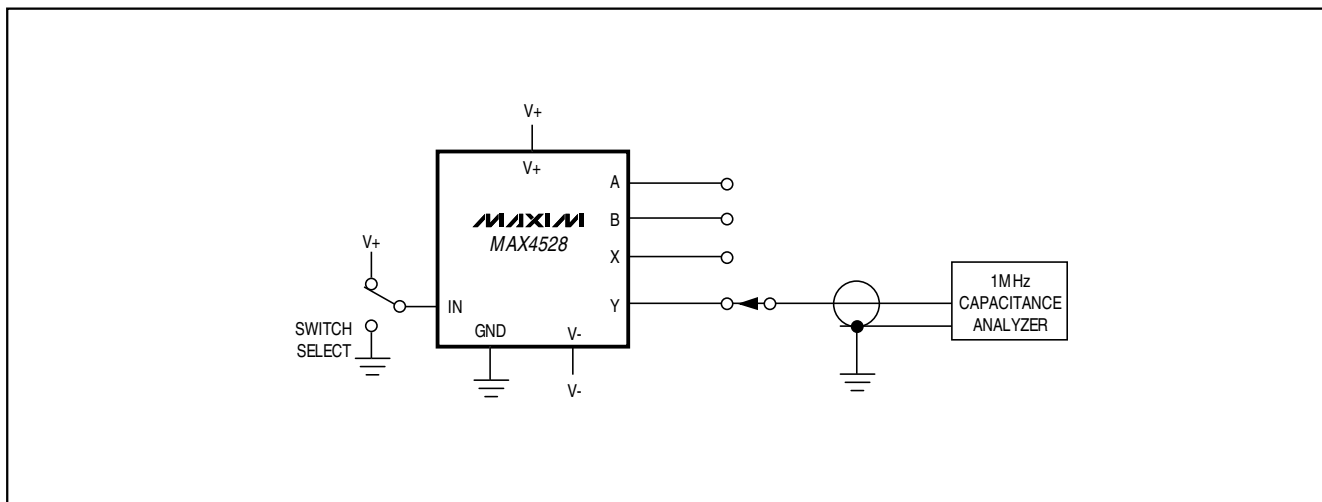 V+
V+
A
MAXIM
B
MAX4528
X
V+
IN
Y
1MHz
CAPACITANCE
ANALYZER
SWITCH
SELECT
GND
V-
V-